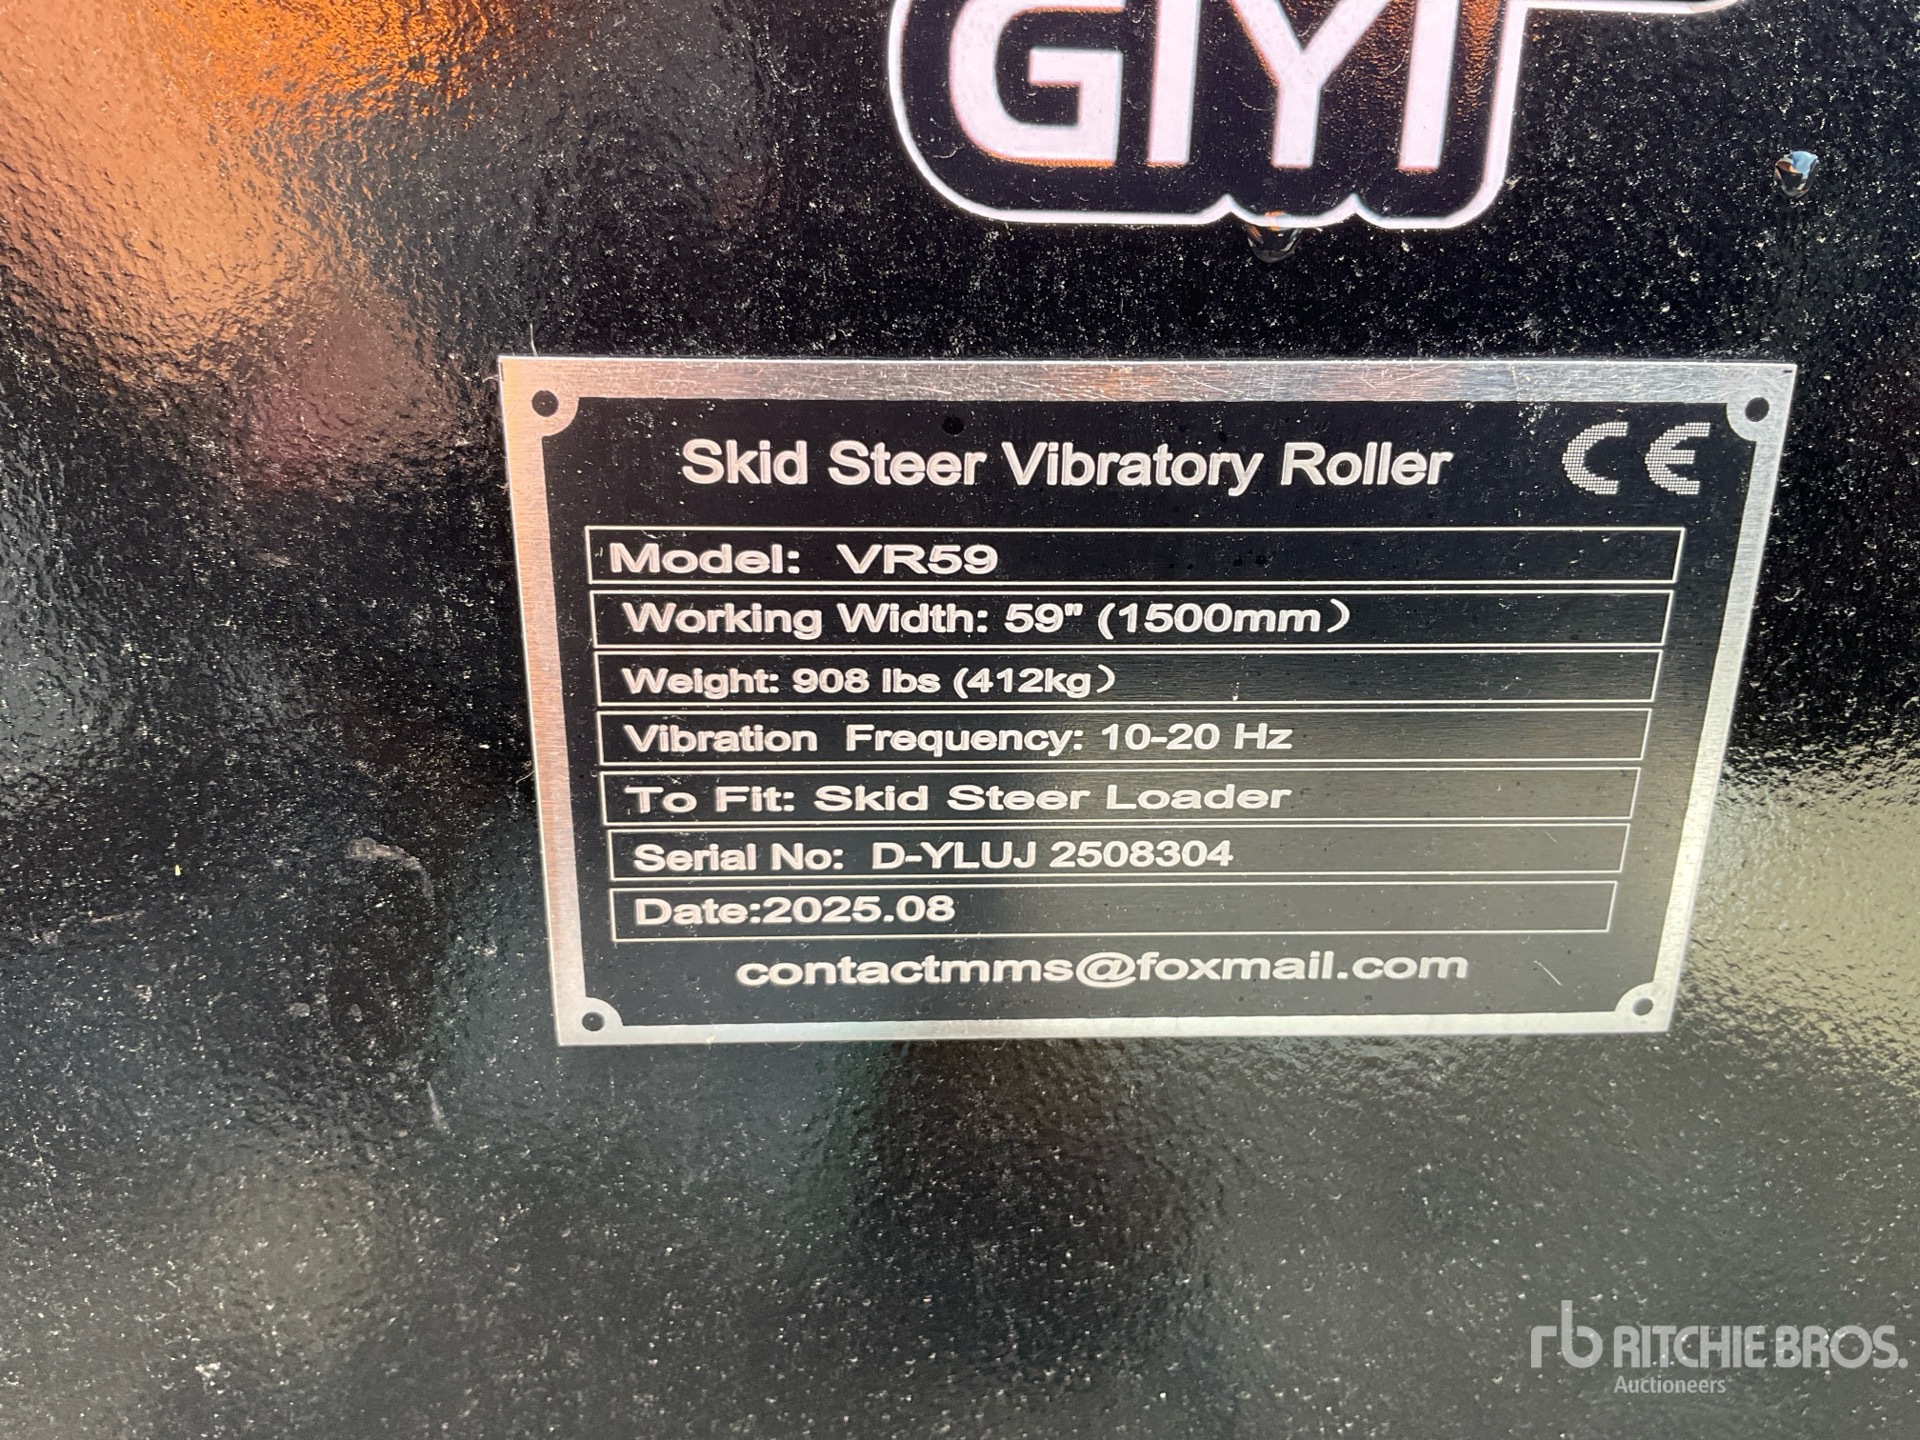 GIYI
Skid Steer Vibratory Roller CE
Model: VR59
Working Width: 59" (1500mm)
Weight: 908 lbs (412kg)
Vibration Frequency: 10-20 Hz
To Fit: Skid Steer Loader
Serial No: D-YLUJ 2508304
Date:2025.08
contactmms@foxmail.com
rb RITCHIE BROS.
Auctioneers